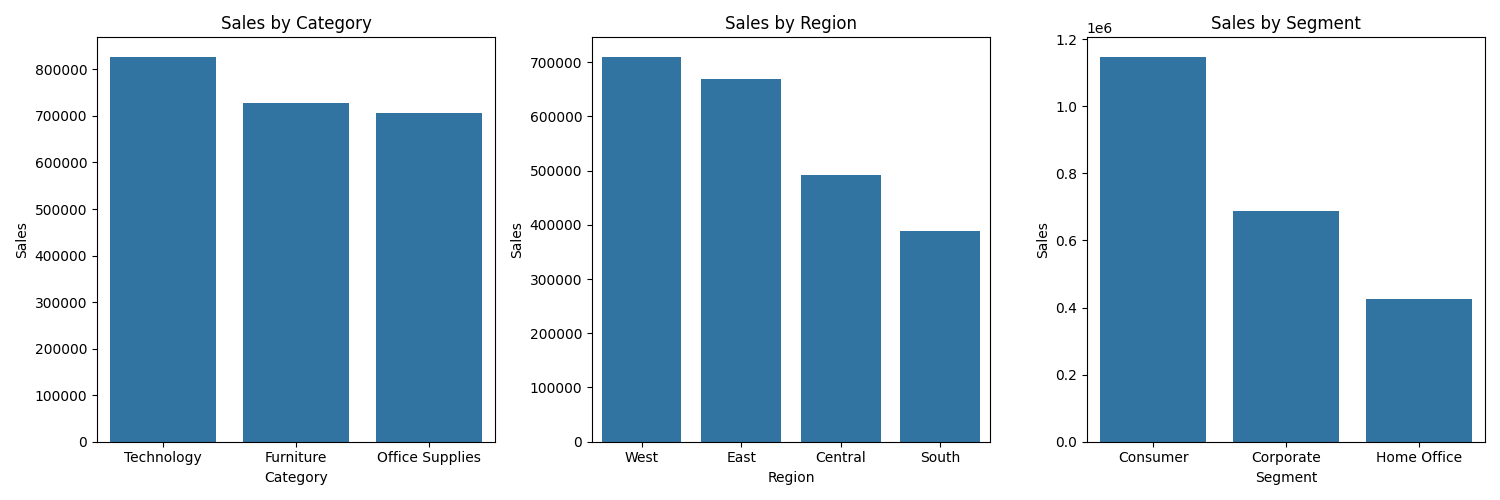 Sales by Category
800000
700000
600000
500000
400000
300000
200000
100000
0
Sales
Technology Furniture Office Supplies
Category
Sales by Region
700000
600000
500000
400000
300000
200000
100000
0
Sales
West East Central South
Region
Sales by Segment
1e6
1.2
1.0
0.8
0.6
0.4
0.2
0.0
Sales
Consumer Corporate Home Office
Segment